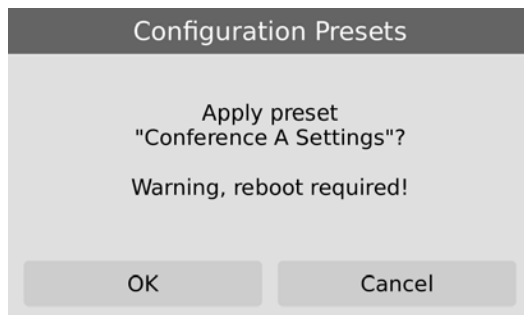 Configuration Presets
Apply preset
"Conference A Settings"?
Warning, reboot required!
OK
Cancel